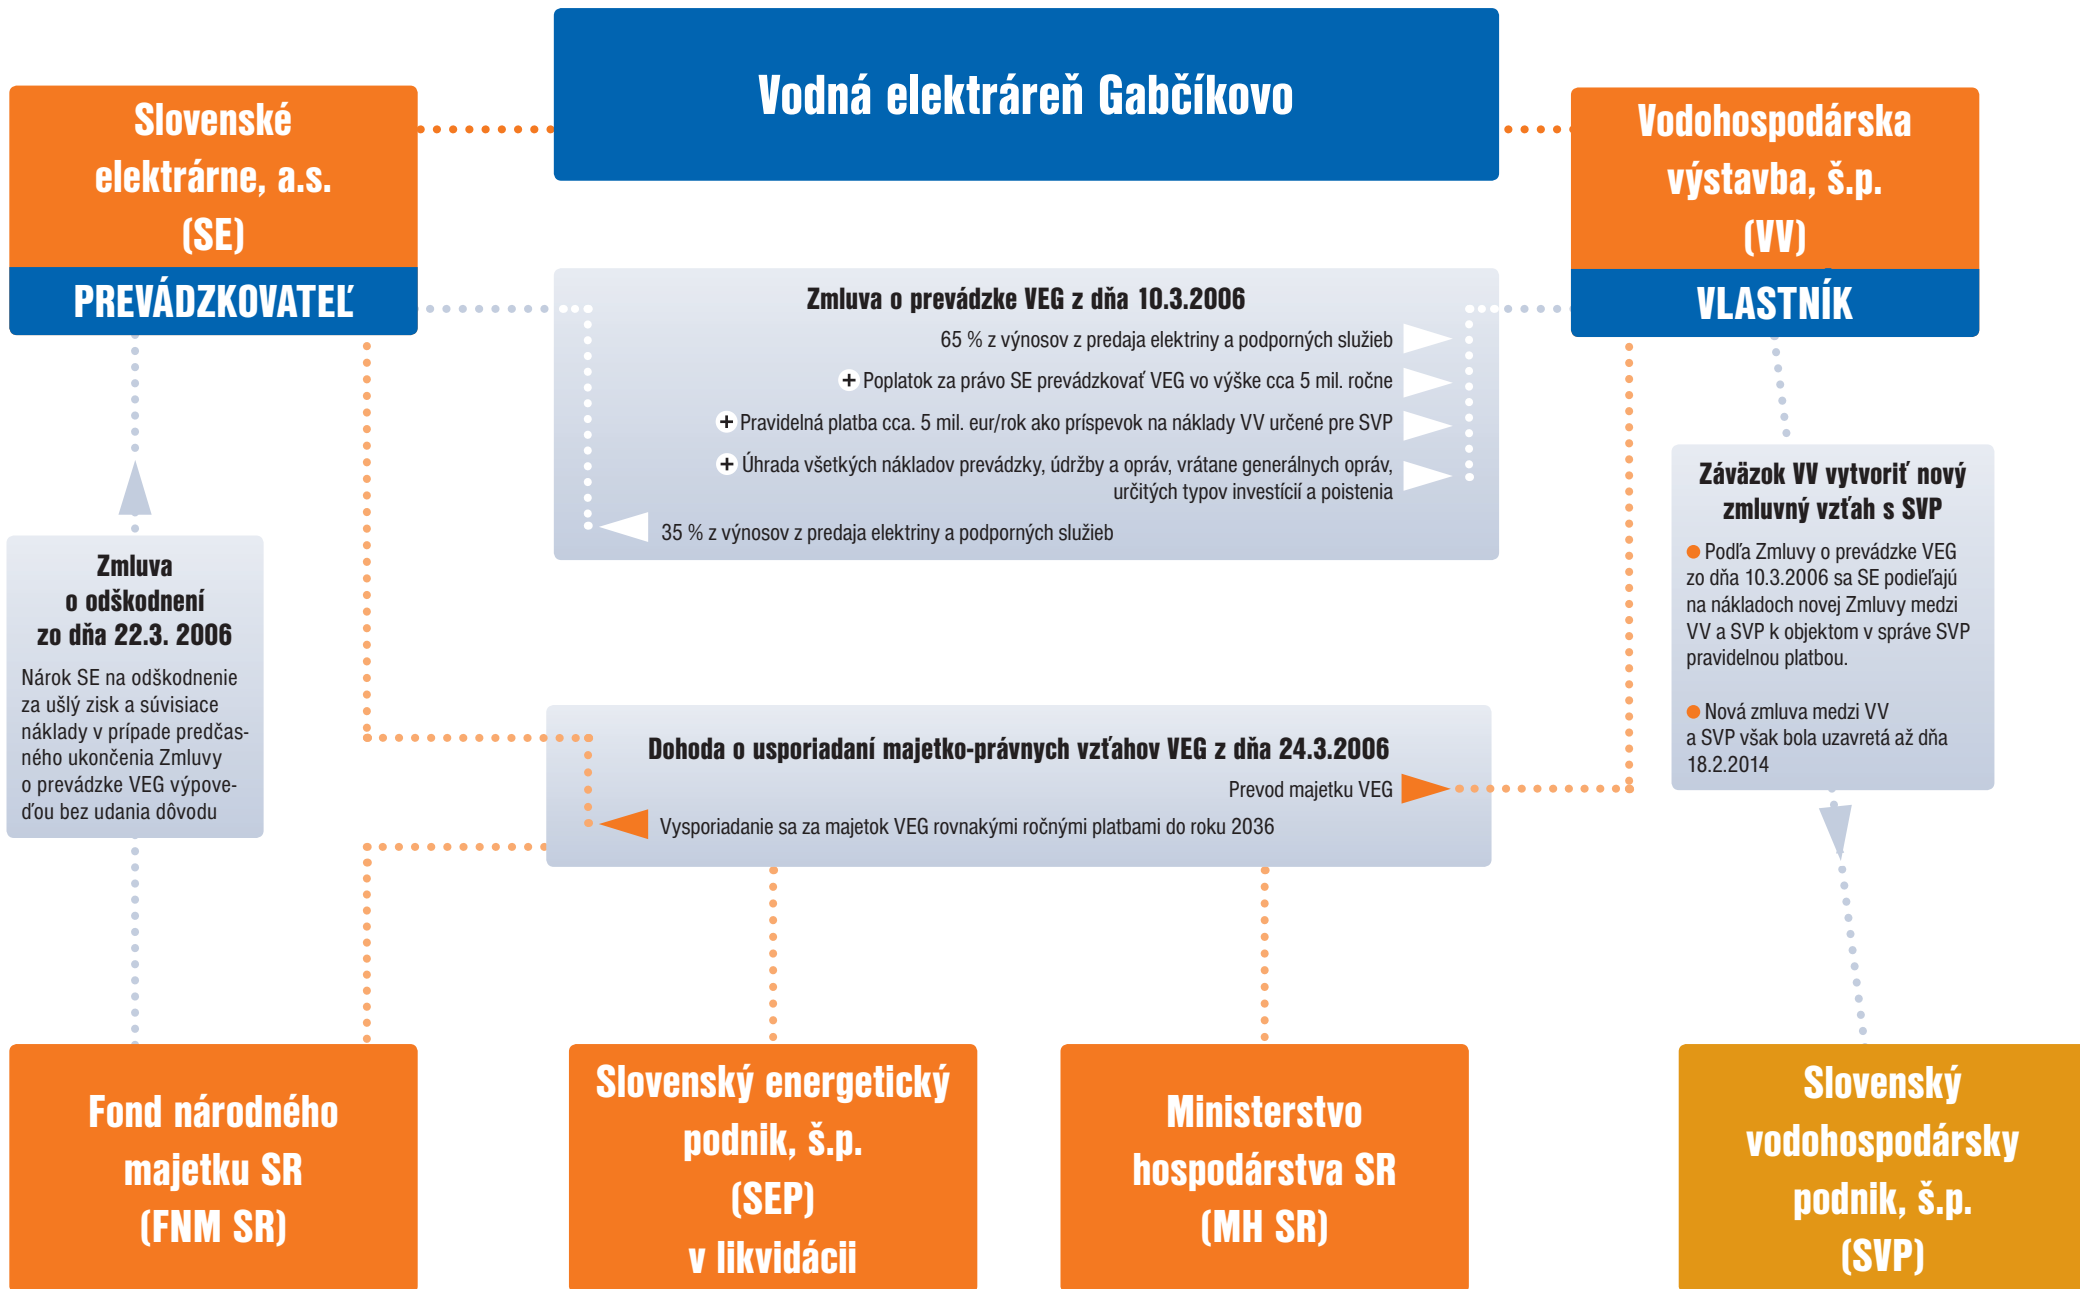 Vodná elektráreň Gabčíkovo
Slovenské
elektrárne, a.s.
(SE)
PREVÁDZKOVATEĽ
Vodohospodárska
výstavba, š.p.
(VV)
VLASTNÍK
Zmluva o prevádzke VEG z dňa 10.3.2006
65 % z výnosov z predaja elektriny a podporných služieb
+ Poplatok za právo SE prevádzkovať VEG vo výške cca 5 mil. ročne
+ Pravidelná platba cca. 5 mil. eur/rok ako príspevok na náklady VV určené pre SVP
+ Úhrada všetkých nákladov prevádzky, údržby a opráv, vrátane generálnych opráv,
určitých typov investícií a poistenia
35 % z výnosov z predaja elektriny a podporných služieb
Zmluva
o odškodnení
zo dňa 22.3. 2006
Nárok SE na odškodnenie
za ušlý zisk a súvisiace
náklady v prípade predčas-
ného ukončenia Zmluvy
o prevádzke VEG výpove-
ďou bez udania dôvodu
Záväzok VV vytvoriť nový
zmluvný vzťah s SVP
● Podľa Zmluvy o prevádzke VEG
zo dňa 10.3.2006 sa SE podieľajú
na nákladoch novej Zmluvy medzi
VV a SVP k objektom v správe SVP
pravidelnou platbou.
● Nová zmluva medzi VV
a SVP však bola uzavretá až dňa
18.2.2014
Dohoda o usporiadaní majetko-právnych vzťahov VEG z dňa 24.3.2006
Prevod majetku VEG
Vysporiadanie sa za majetok VEG rovnakými ročnými platbami do roku 2036
Fond národného
majetku SR
(FNM SR)
Slovenský energetický
podnik, š.p.
(SEP)
v likvidácii
Ministerstvo
hospodárstva SR
(MH SR)
Slovenský
vodohospodársky
podnik, š.p.
(SVP)